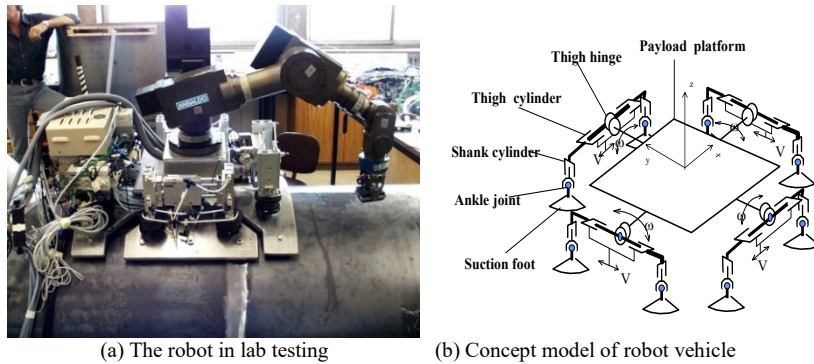 ANSALDO
Thigh hinge
Payload platform
Thigh cylinder
Shank cylinder
Ankle joint
Suction foot
z
y
x
ω
V
ω
V
ω
V
ω
V
(a) The robot in lab testing
(b) Concept model of robot vehicle